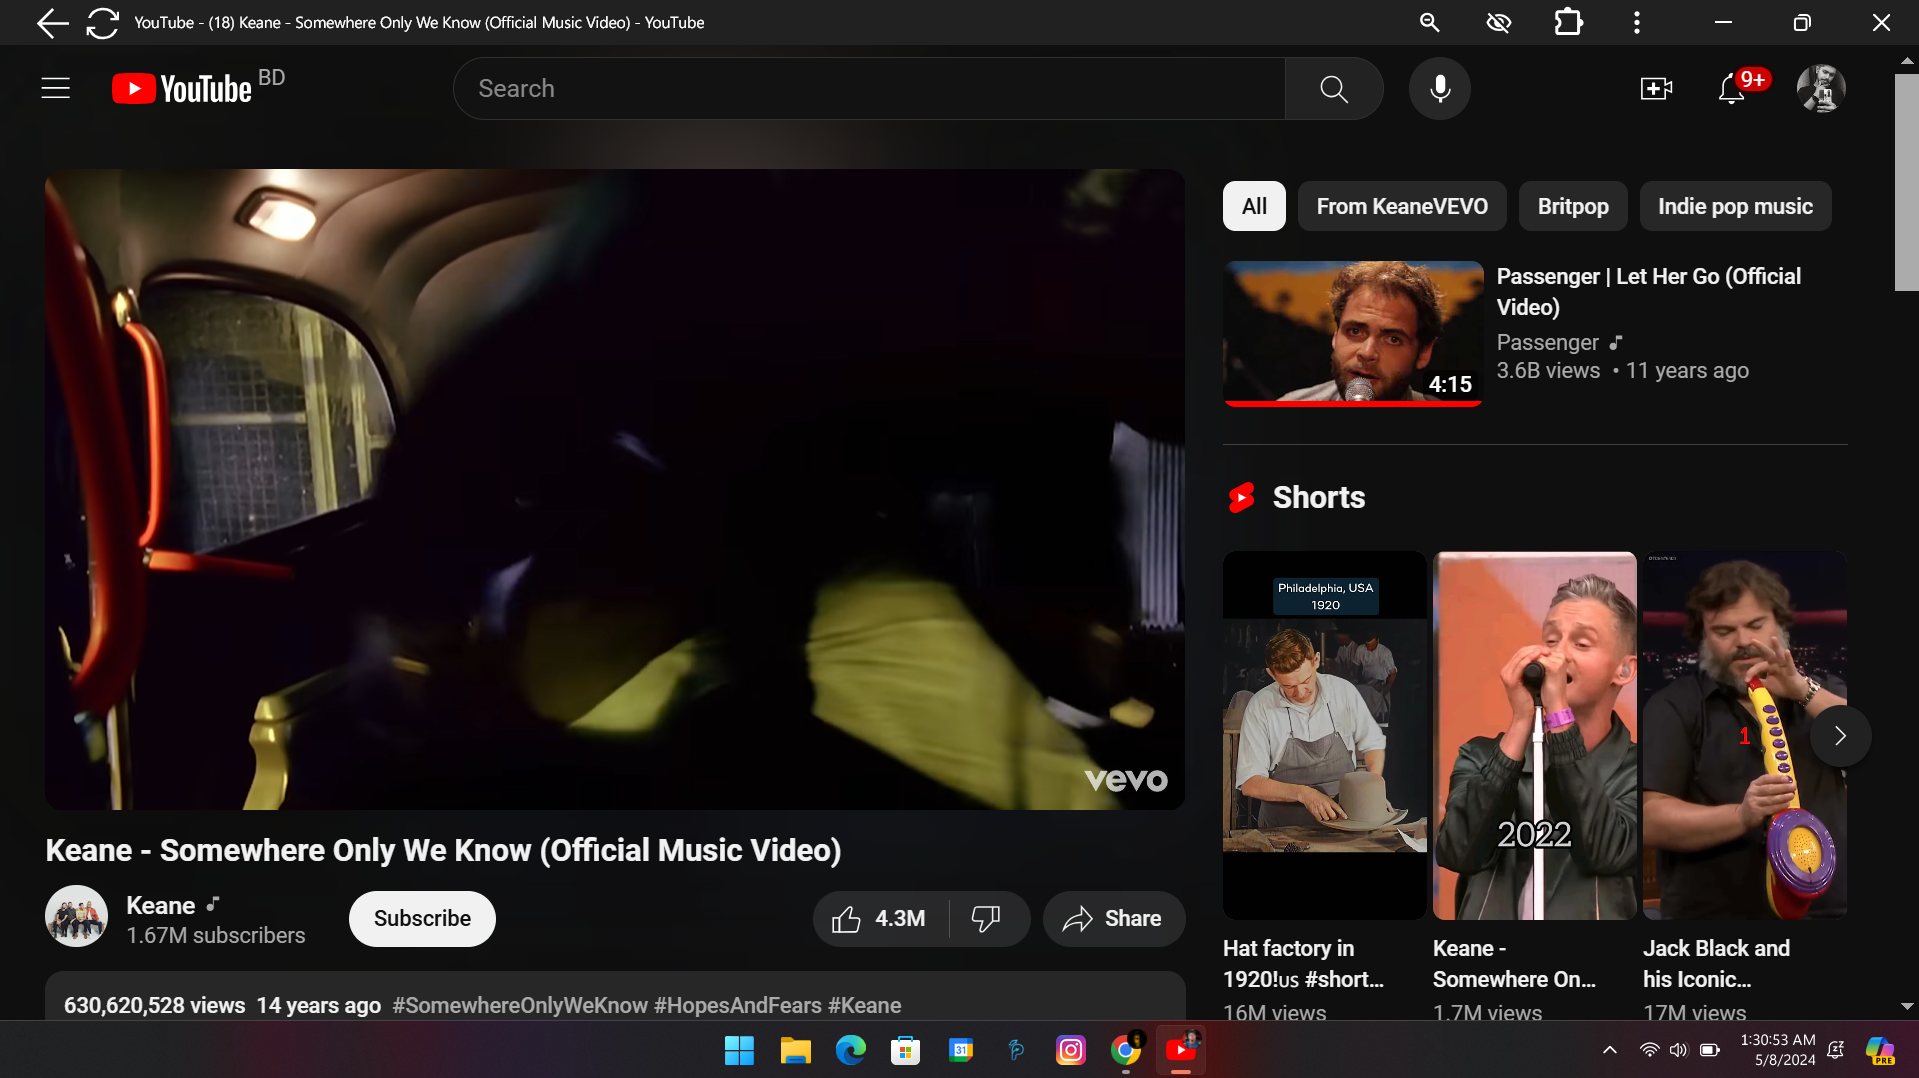 YouTube - (18) Keane - Somewhere Only We Know (Official Music Video) - YouTube
YouTube BD
Search
9+
All
From KeaneVEVO
Britpop
Indie pop music
4:15
Passenger | Let Her Go (Official
Video)
Passenger
3.6B views • 11 years ago
Shorts
Philadelphia, USA
1920
2022
1
vevo
Keane - Somewhere Only We Know (Official Music Video)
Keane
1.67M subscribers
Subscribe
4.3M
Share
630,620,528 views 14 years ago #SomewhereOnlyWeKnow #HopesAndFears #Keane
Hat factory in
1920!us #short...
16M views
Keane -
Somewhere On...
1.7M views
Jack Black and
his Iconic...
17M views
31
1:30:53 AM
5/8/2024
PRE